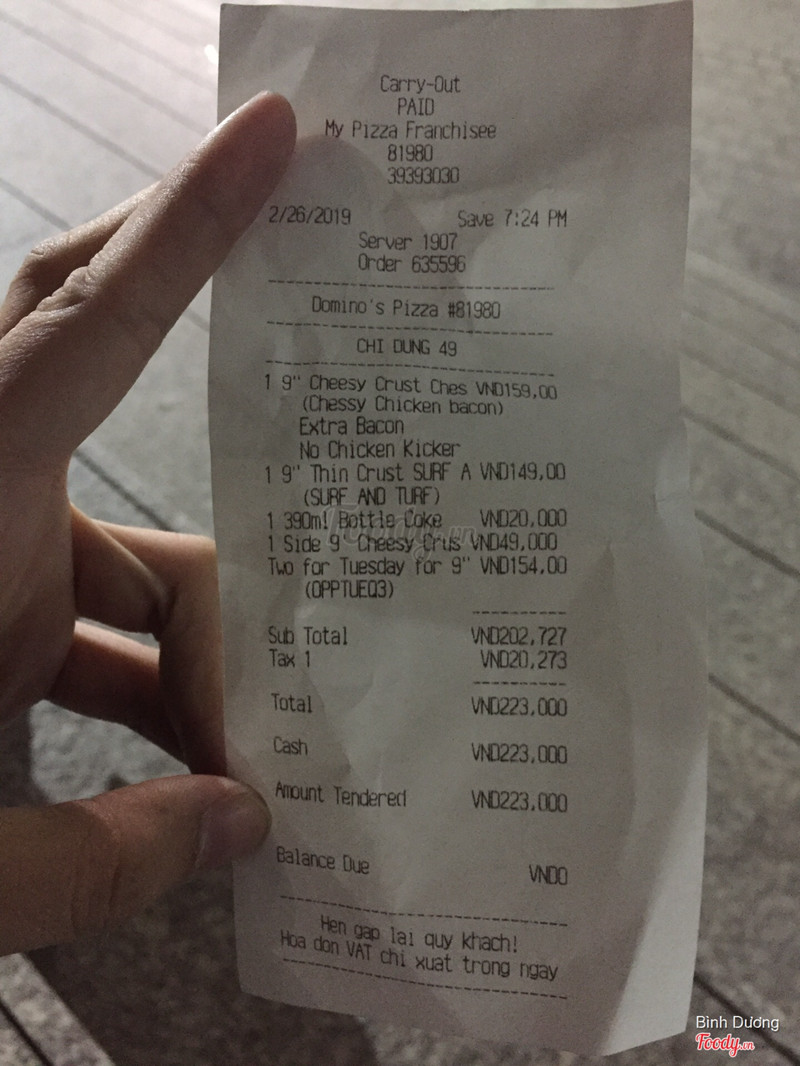 Carry-Out
PAID
My Pizza Franchisee
81980
39393030
2/26/2019 Save 7:24 PM
Server 1907
Order 635596
Domino's Pizza #81980
CHI DUNG 49
1 9" Cheesy Crust Ches VND159,00
(Chessy Chicken bacon)
Extra Bacon
No Chicken Kicker
1 9" Thin Crust SURF A VND149,00
(SURF AND TURF)
1 390ml Bottle Coke VND20,000
1 Side 9" Cheesy Crus VND49,000
Two for Tuesday for 9" VND154,00
(OPPTUEQ3)
Sub Total VND202,727
Tax 1 VND20,273
Total VND223,000
Cash VND223,000
Amount Tendered VND223,000
Balance Due VND0
Hen gap lai quy khach!
Hoa don VAT chi xuat trong ngay
Foody.vn
Bình Dương
Foody.vn